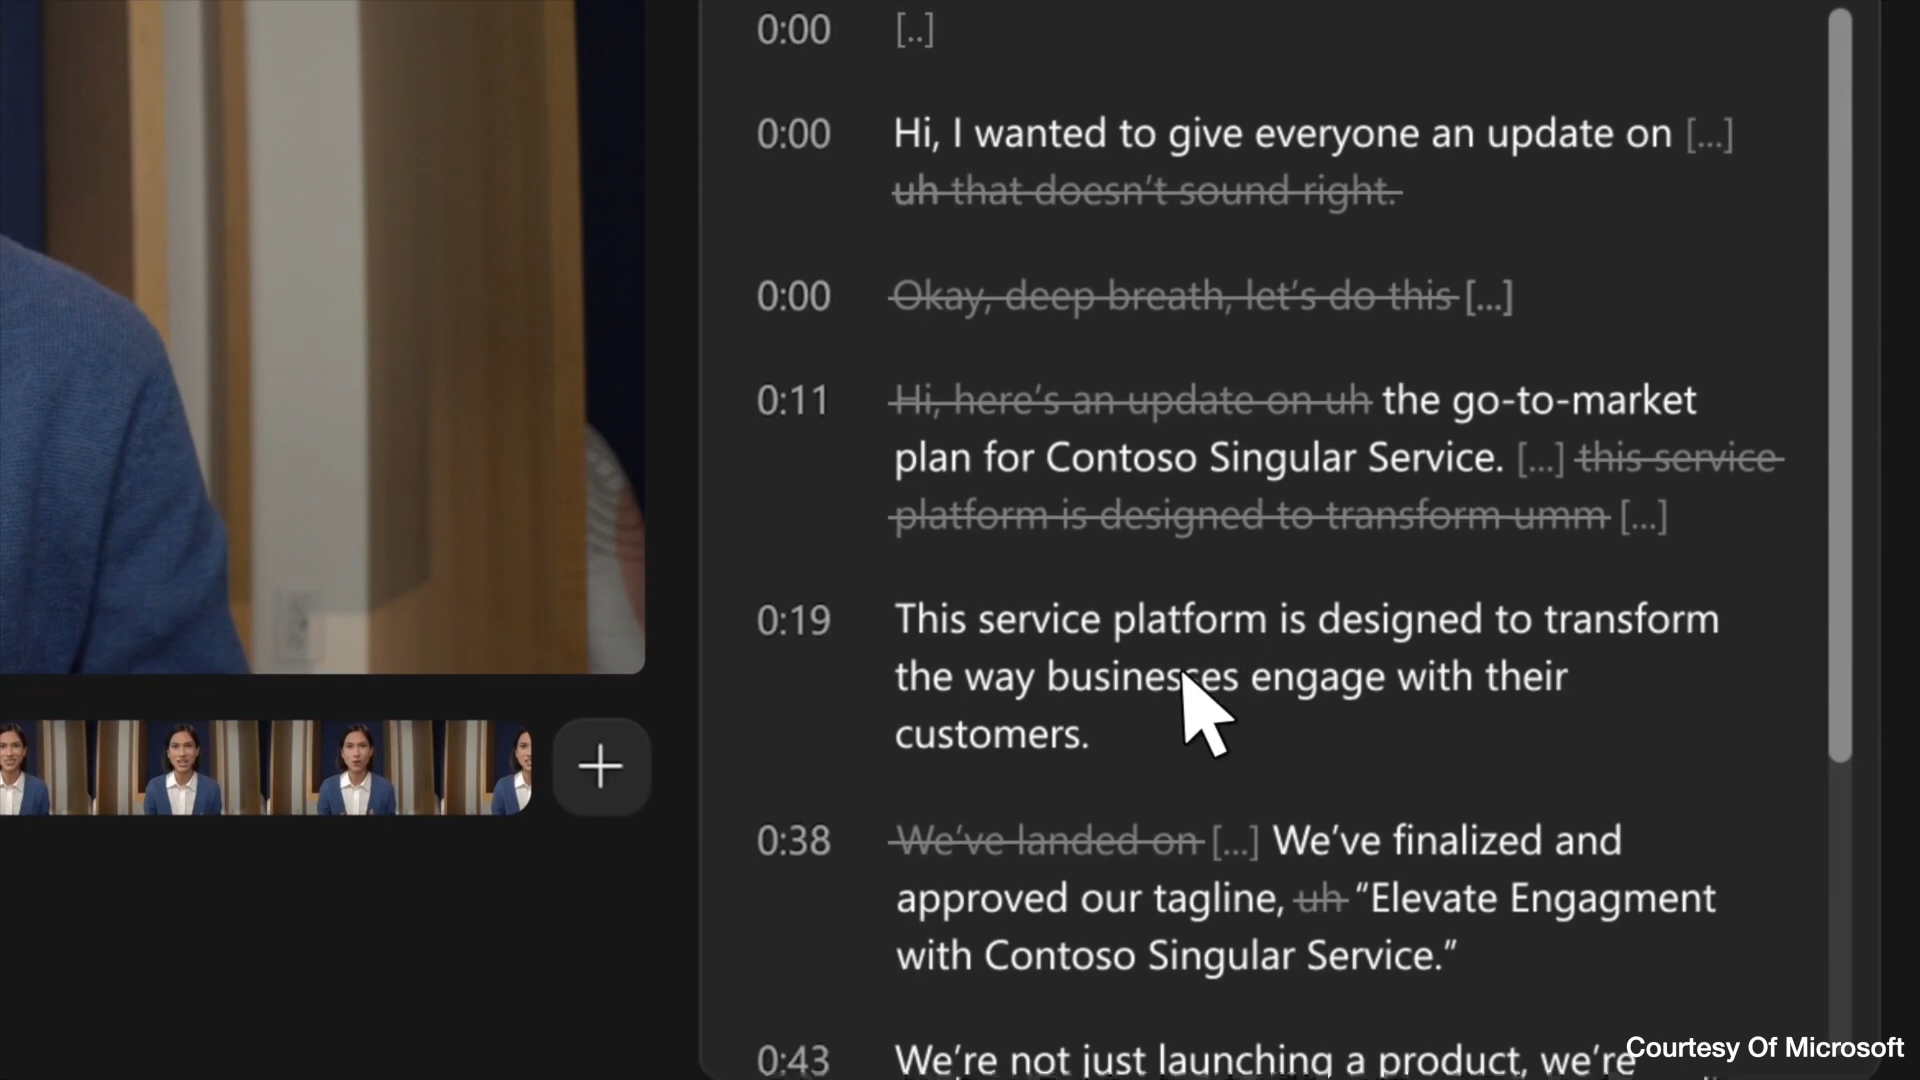 0:00 [..]
0:00 Hi, I wanted to give everyone an update on [...]
uh that doesn’t sound right.
0:00 Okay, deep breath, let’s do this [...]
0:11 Hi, here’s an update on uh the go-to-market
plan for Contoso Singular Service. [...] this service
platform is designed to transform umm [...]
0:19 This service platform is designed to transform
the way businesses engage with their
customers.
0:38 We’ve landed on [...] We’ve finalized and
approved our tagline, uh “Elevate Engagment
with Contoso Singular Service.”
0:43 We’re not just launching a product, we’re
Courtesy Of Microsoft